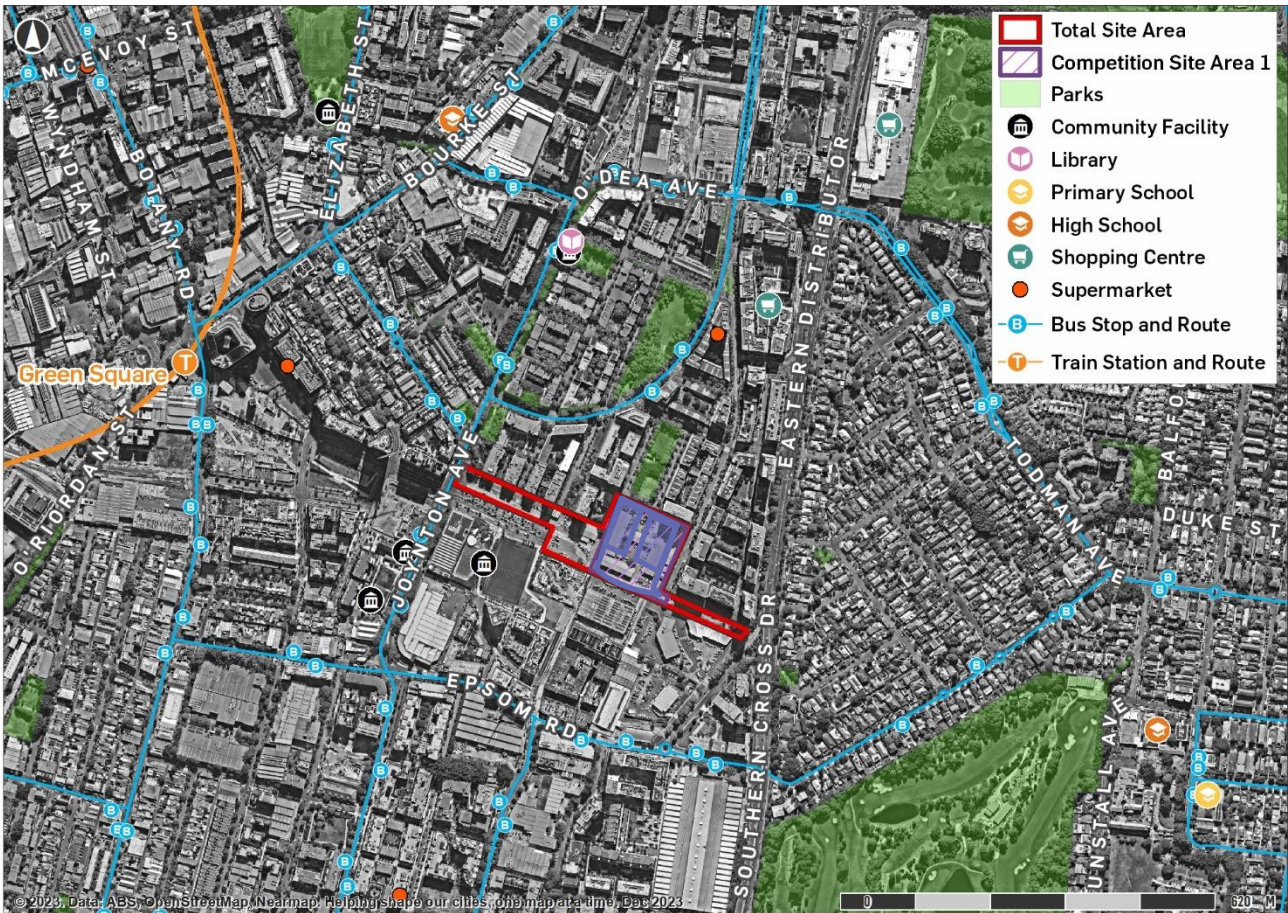 MCEVOY ST
WYNDHAM ST
BOTANY RD
ELIZABETH ST
BOURKE ST
O'DEA AVE
EASTERN DISTRIBUTOR
Total Site Area
Competition Site Area 1
Parks
Community Facility
Library
Primary School
High School
Shopping Centre
Supermarket
B
Bus Stop and Route
T
Train Station and Route
T
Green Square
O'RIORDAN ST
JOYNTON AVE
TODMAN AVE
BALFO
DUKE ST
EPSOM RD
SOUTHERN CROSS DR
UNSTALL AVE
© 2023, Data: ABS, OpenStreetMap, Nearmap. Helping shape our cities, one map at a time, Dec 2023
0 620 M